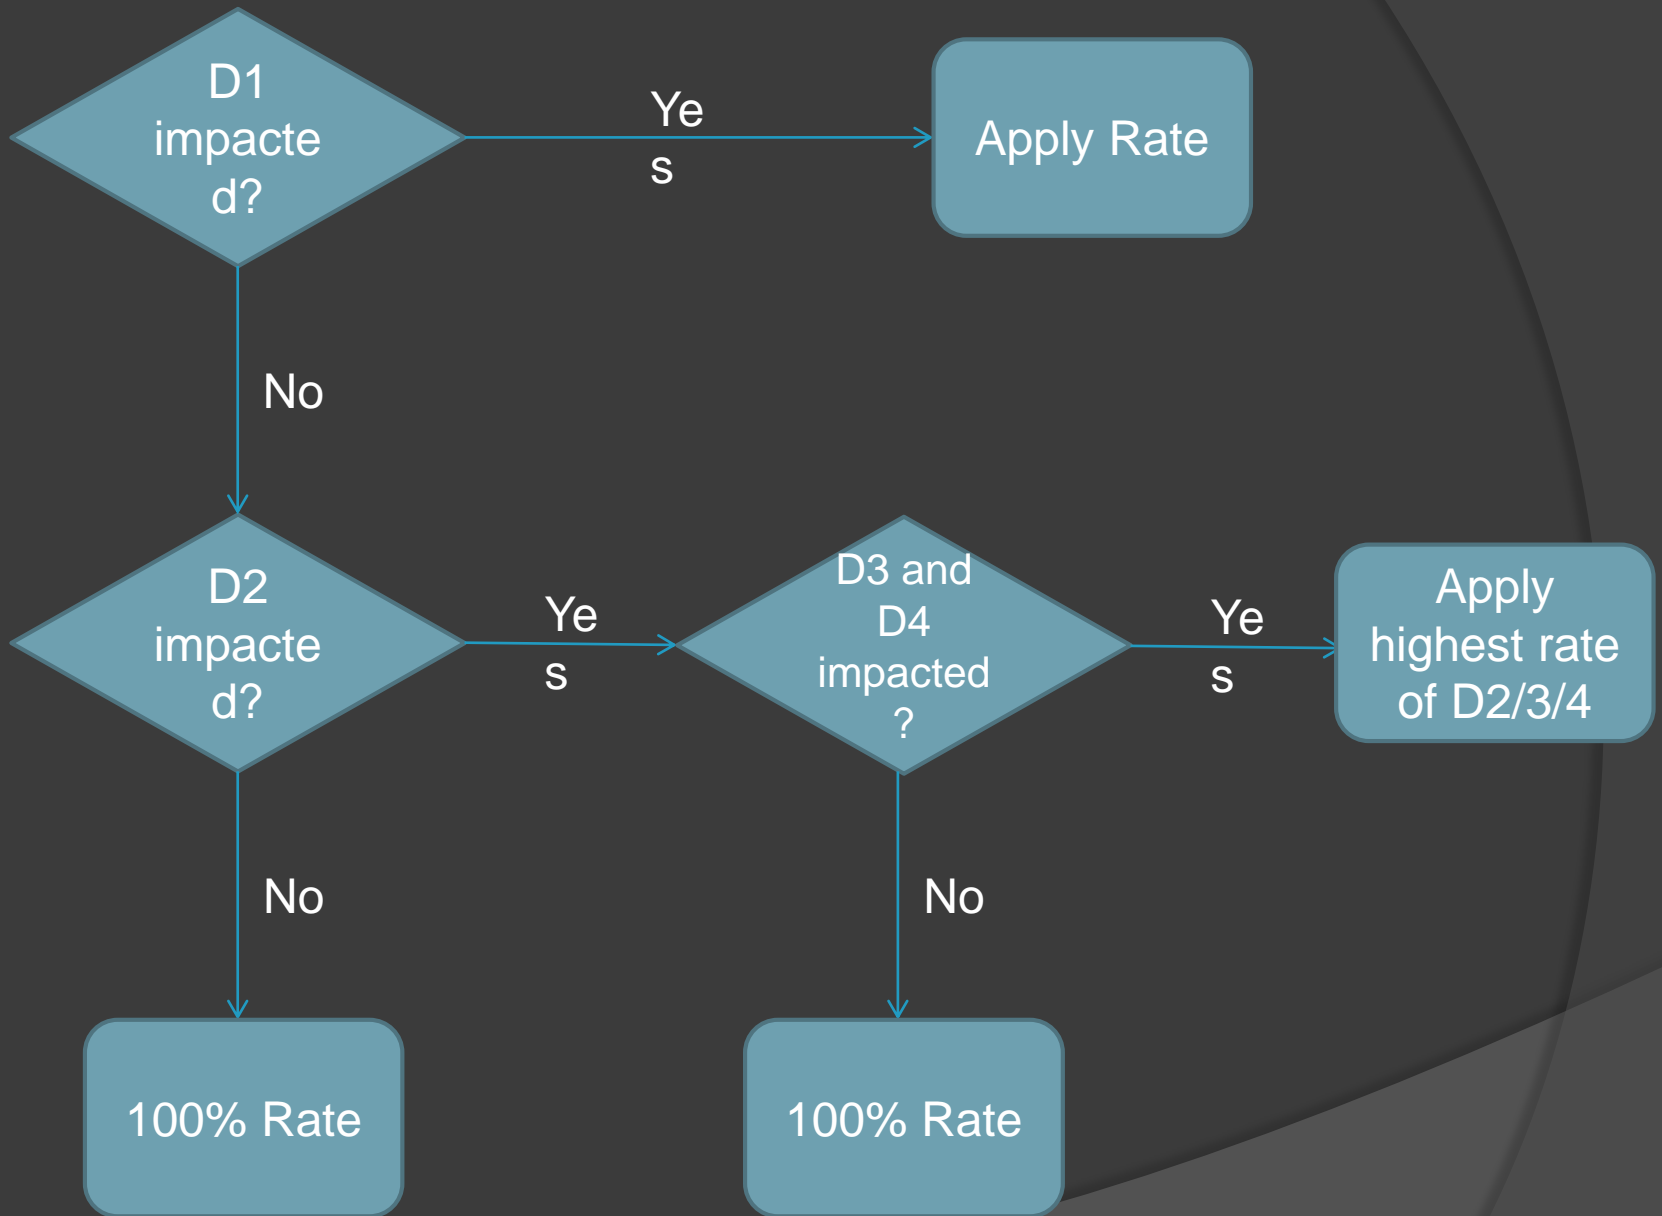 D1
impacte
d?
Ye
s
Apply Rate
No
D2
impacte
d?
Ye
s
D3 and
D4
impacted
?
Ye
s
Apply
highest rate
of D2/3/4
No
No
100% Rate
100% Rate